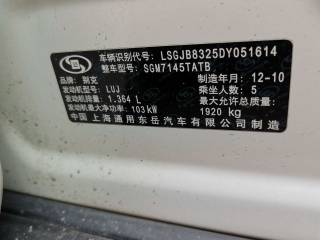 车辆识别代号: LSGJB8325DY051614
整车型号: SGM7145TATB
品牌: 别克 制造年月: 12-10
发动机型号: LUJ 乘坐人数: 5
发动机排量: 1.364 L 最大允许总质量:
发动机最大净功率: 103kW 1920 kg
中国上海通用东岳汽车有限公司制造